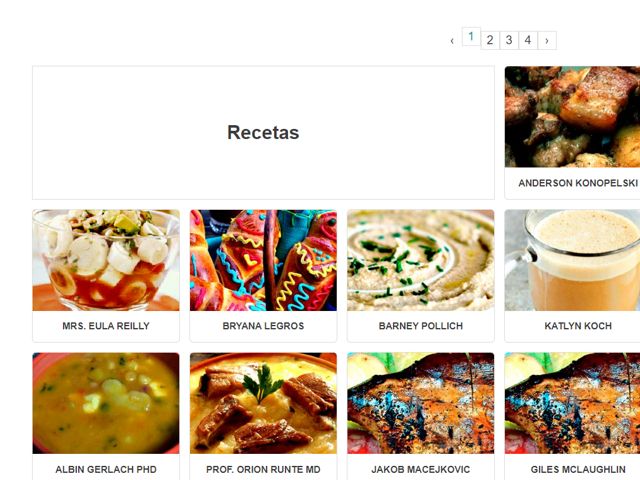 ‹ 1 2 3 4 ›
Recetas
ANDERSON KONOPELSKI
MRS. EULA REILLY
BRYANA LEGROS
BARNEY POLLICH
KATLYN KOCH
ALBIN GERLACH PHD
PROF. ORION RUNTE MD
JAKOB MACEJKOVIC
GILES MCLAUGHLIN